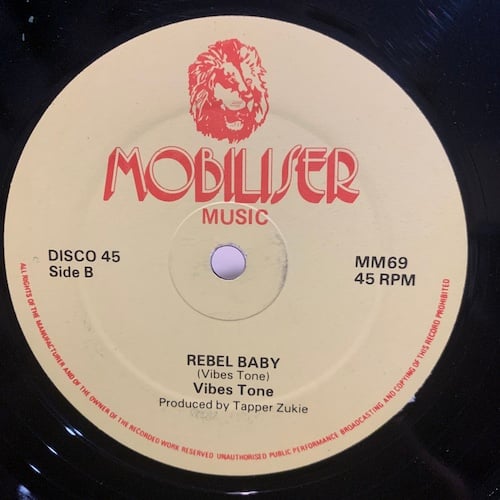 MOBILISER
MUSIC
DISCO 45
Side B
MM69
45 RPM
REBEL BABY
(Vibes Tone)
Vibes Tone
Produced by Tapper Zukie
ALL RIGHTS OF THE MANUFACTURER AND OF THE OWNER OF THE RECORDED WORK RESERVED UNAUTHORISED PUBLIC PERFORMANCE BROADCASTING AND COPYING OF THIS RECORD PROHIBITED